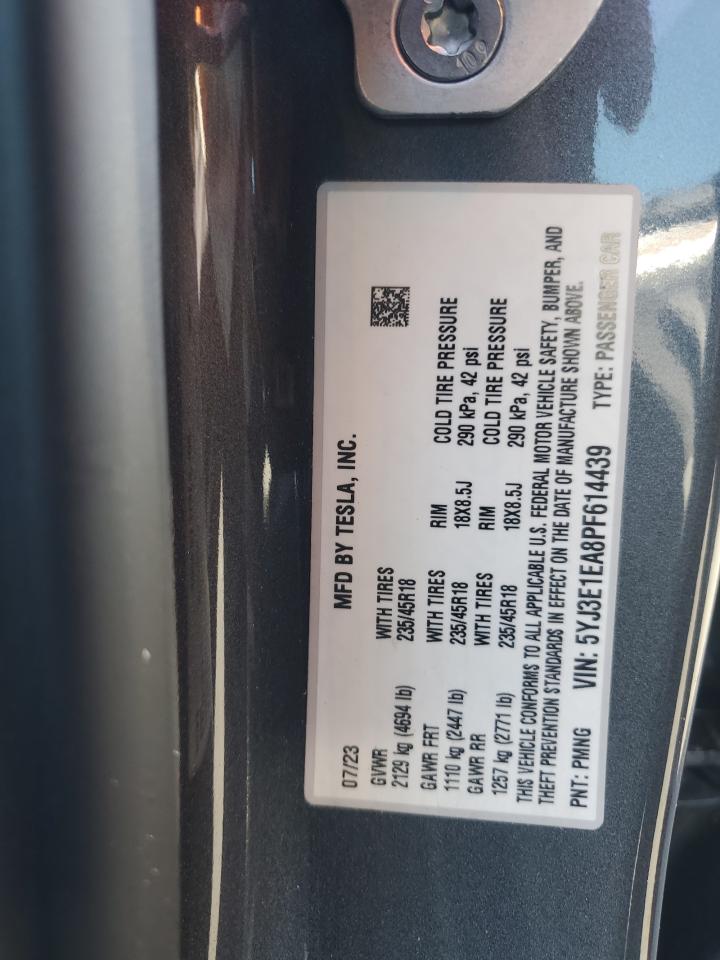 07/23 MFD BY TESLA, INC.
GVWR WITH TIRES
2129 kg (4694 lb) 235/45R18
GAWR FRT WITH TIRES RIM COLD TIRE PRESSURE
1110 kg (2447 lb) 235/45R18 18X8.5J 290 kPa, 42 psi
GAWR RR WITH TIRES RIM COLD TIRE PRESSURE
1257 kg (2771 lb) 235/45R18 18X8.5J 290 kPa, 42 psi
THIS VEHICLE CONFORMS TO ALL APPLICABLE U.S. FEDERAL MOTOR VEHICLE SAFETY, BUMPER, AND
THEFT PREVENTION STANDARDS IN EFFECT ON THE DATE OF MANUFACTURE SHOWN ABOVE.
PNT: PMNG VIN: 5YJ3E1EA8PF614439 TYPE: PASSENGER CAR
10.9